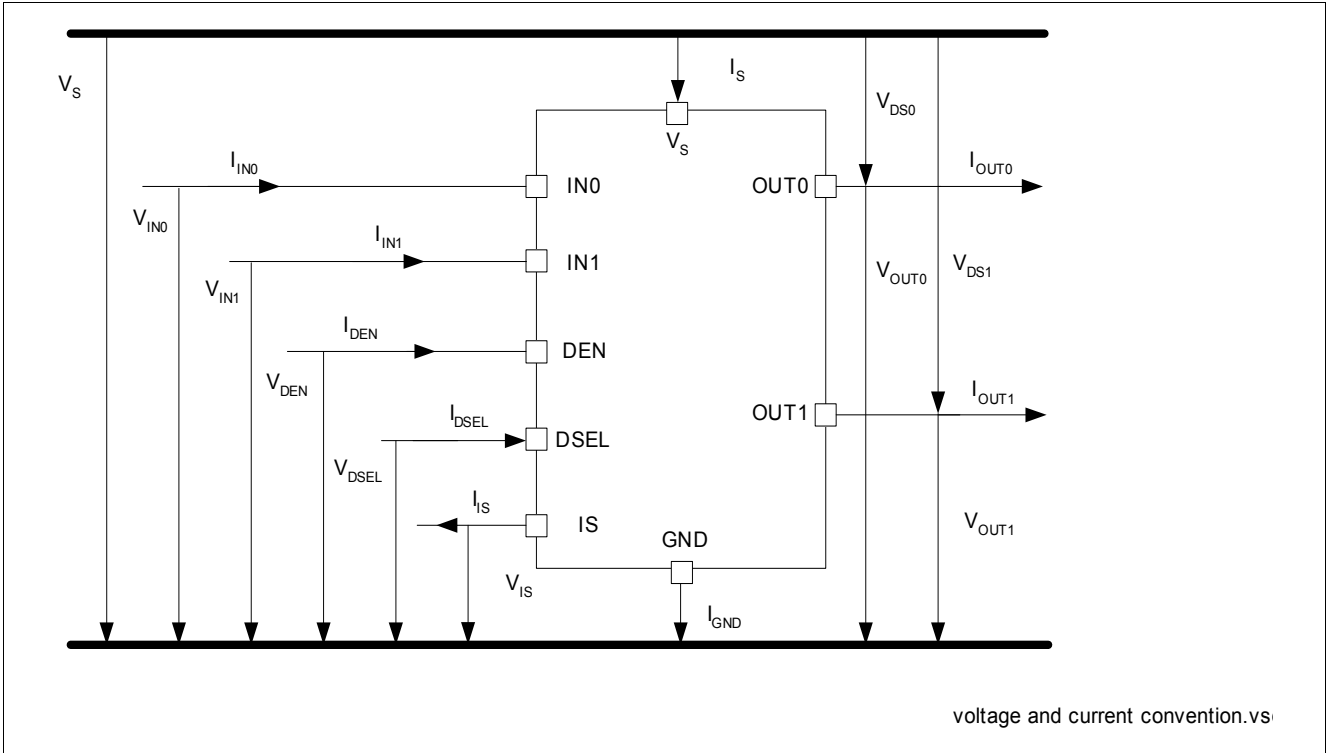 I_S
V_S
V_DS0
V_S
I_IN0
IN0
OUT0
I_OUT0
V_IN0
I_IN1
IN1
V_OUT0
V_DS1
V_IN1
I_DEN
DEN
V_DEN
I_DSEL
DSEL
OUT1
I_OUT1
V_DSEL
I_IS
IS
GND
V_OUT1
V_IS
I_GND
voltage and current convention.vs